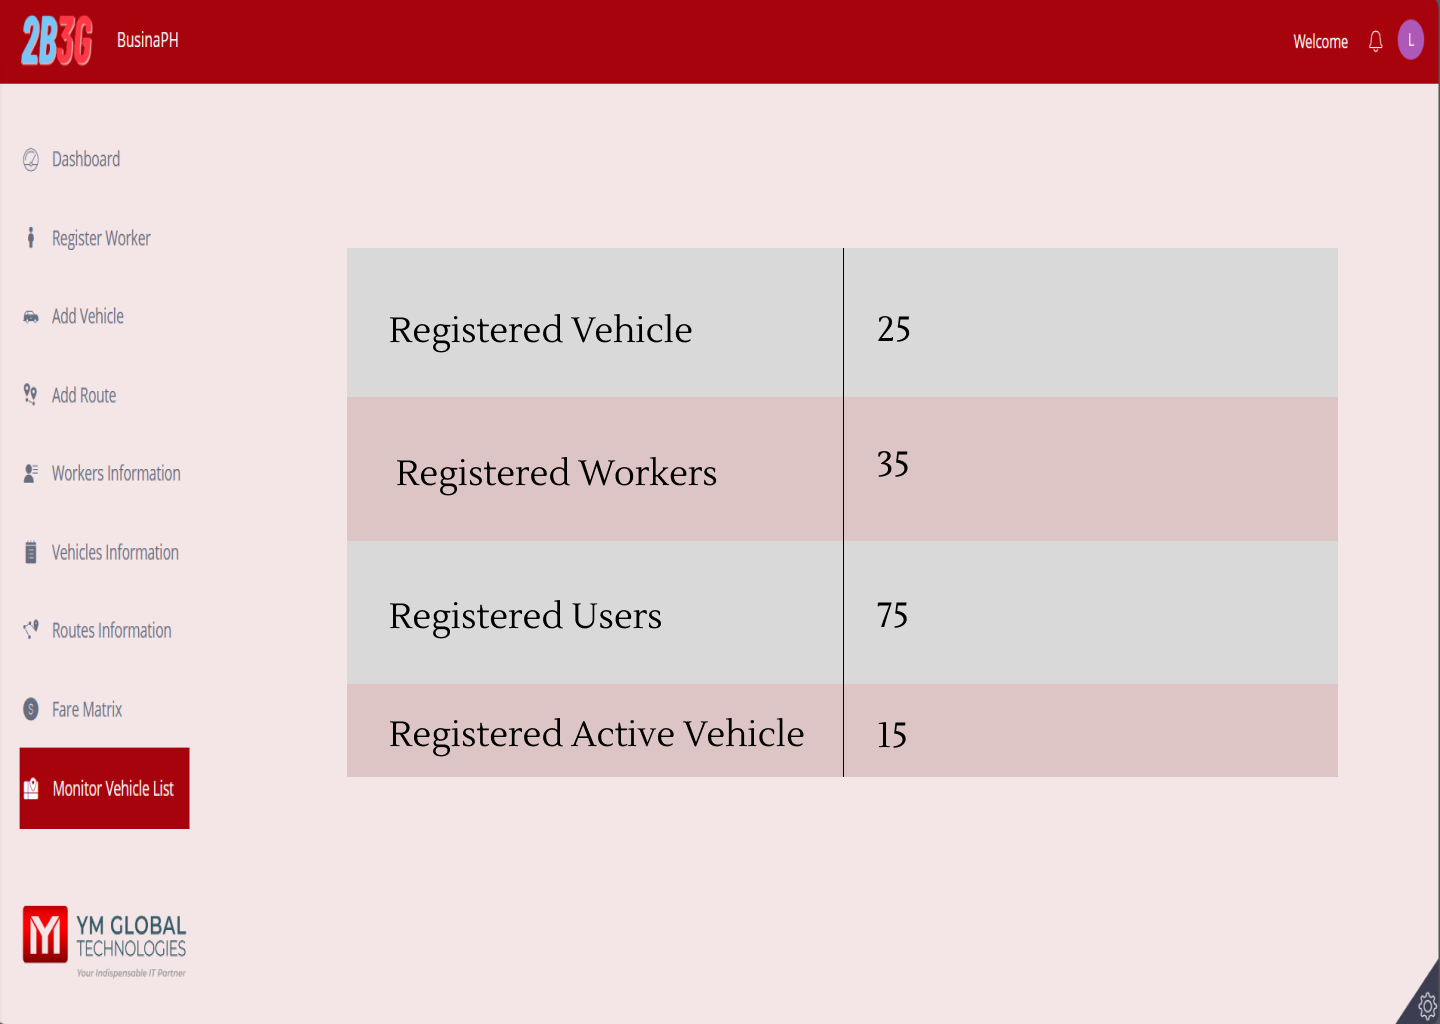 2B3G
BusinaPH
Welcome
L
Dashboard
Register Worker
Add Vehicle
Add Route
Workers Information
Vehicles Information
Routes Information
Fare Matrix
Monitor Vehicle List
Registered Vehicle 25
Registered Workers 35
Registered Users 75
Registered Active Vehicle 15
YM GLOBAL
TECHNOLOGIES
Your Indispensable IT Partner